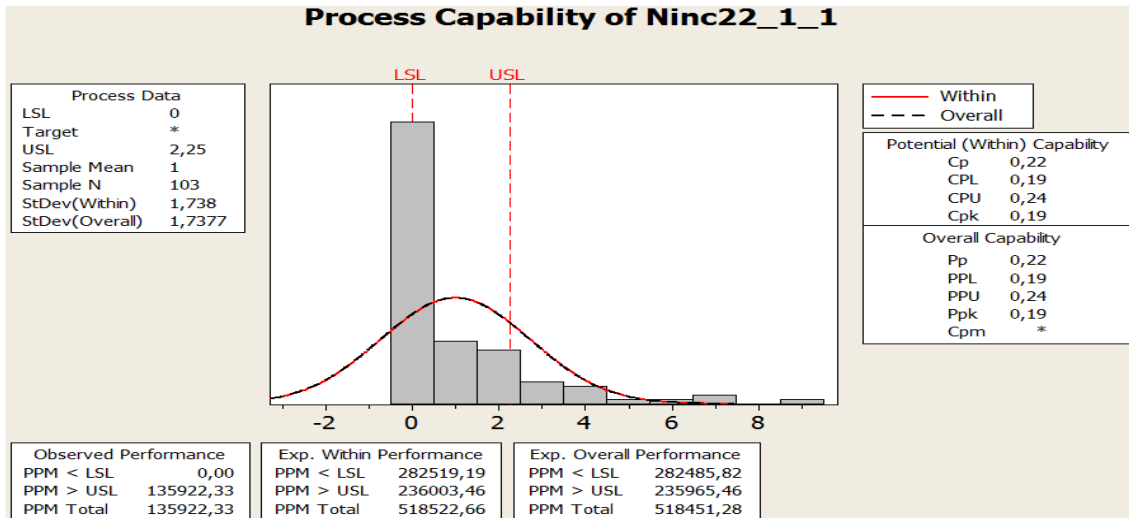 Process Capability of Ninc22_1_1
LSL USL
Process Data
LSL 0
Target *
USL 2,25
Sample Mean 1
Sample N 103
StDev(Within) 1,738
StDev(Overall) 1,7377
Within
Overall
Potential (Within) Capability
Cp 0,22
CPL 0,19
CPU 0,24
Cpk 0,19
Overall Capability
Pp 0,22
PPL 0,19
PPU 0,24
Ppk 0,19
Cpm *
-2 0 2 4 6 8
Observed Performance
PPM < LSL 0,00
PPM > USL 135922,33
PPM Total 135922,33
Exp. Within Performance
PPM < LSL 282519,19
PPM > USL 236003,46
PPM Total 518522,66
Exp. Overall Performance
PPM < LSL 282485,82
PPM > USL 235965,46
PPM Total 518451,28